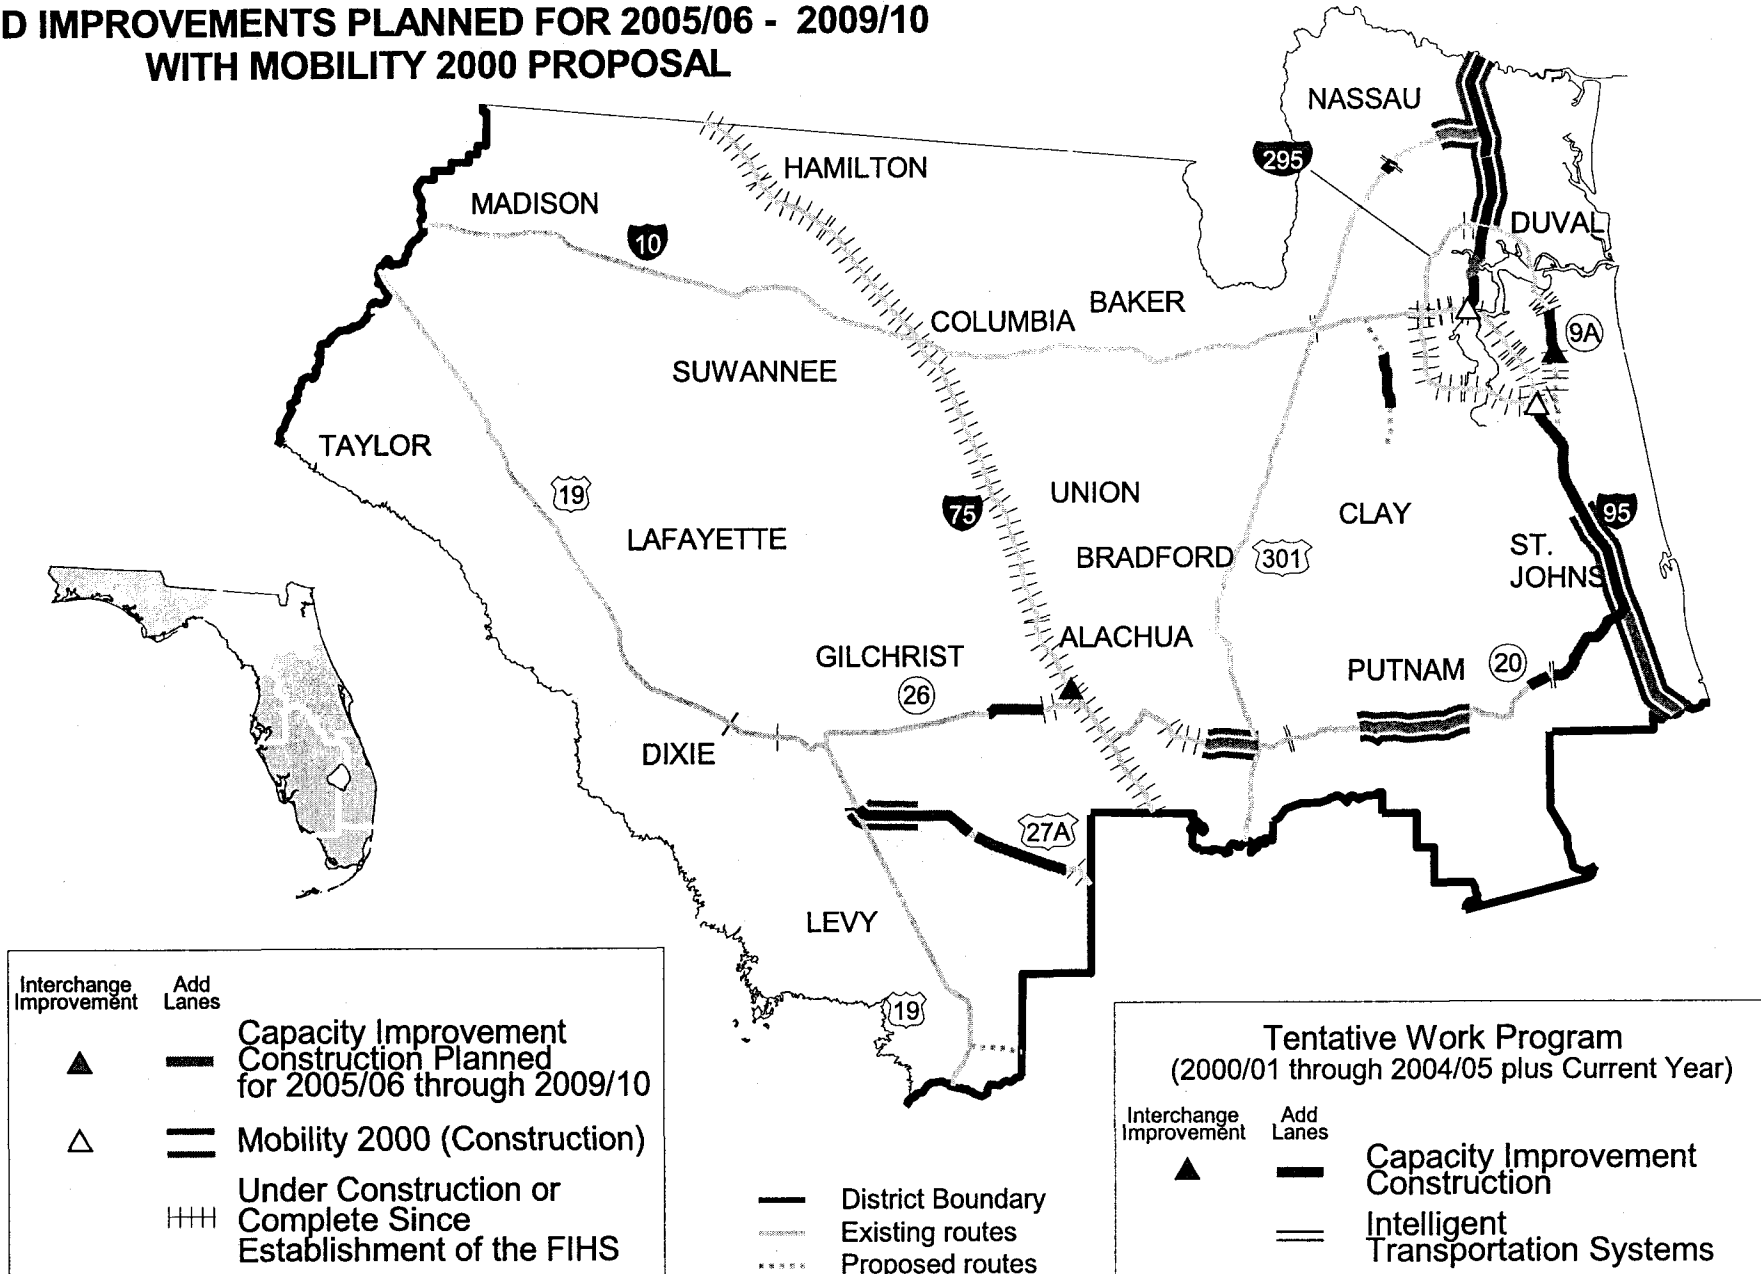 D IMPROVEMENTS PLANNED FOR 2005/06 - 2009/10
WITH MOBILITY 2000 PROPOSAL
NASSAU
295
HAMILTON
MADISON
DUVAL
10
BAKER
COLUMBIA
9A
SUWANNEE
TAYLOR
19
UNION
75
CLAY
95
LAFAYETTE
BRADFORD
301
ST.
JOHNS
ALACHUA
GILCHRIST
PUTNAM
20
26
DIXIE
27A
LEVY
19
Interchange
Improvement
Add
Lanes
Capacity Improvement
Construction Planned
for 2005/06 through 2009/10
Mobility 2000 (Construction)
Under Construction or
Complete Since
Establishment of the FIHS
District Boundary
Existing routes
Proposed routes
Tentative Work Program
(2000/01 through 2004/05 plus Current Year)
Interchange
Improvement
Add
Lanes
Capacity Improvement
Construction
Intelligent
Transportation Systems